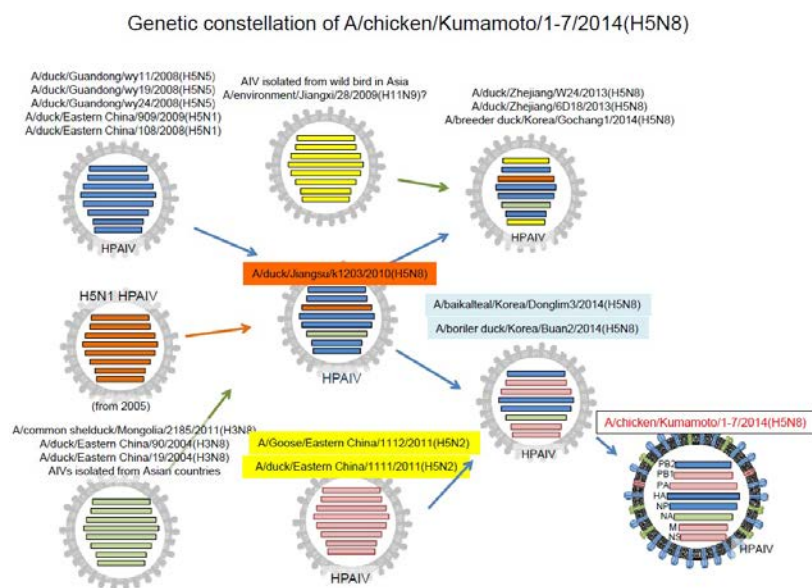 Genetic constellation of A/chicken/Kumamoto/1-7/2014(H5N8)
A/duck/Guandong/wy11/2008(H5N5)
A/duck/Guandong/wy19/2008(H5N5)
A/duck/Guandong/wy24/2008(H5N5)
A/duck/Eastern China/909/2009(H5N1)
A/duck/Eastern China/108/2008(H5N1)
HPAIV
AIV isolated from wild bird in Asia
A/environment/Jiangxi/28/2009(H11N9)?
A/duck/Zhejiang/W24/2013(H5N8)
A/duck/Zhejiang/6D18/2013(H5N8)
A/breeder duck/Korea/Gochang1/2014(H5N8)
HPAIV
A/duck/Jiangsu/k1203/2010(H5N8)
HPAIV
H5N1 HPAIV
(from 2005)
A/baikalteal/Korea/Donglim3/2014(H5N8)
A/boriler duck/Korea/Buan2/2014(H5N8)
HPAIV
A/common shelduck/Mongolia/2185/2011(H3N8)
A/duck/Eastern China/90/2004(H3N8)
A/duck/Eastern China/19/2004(H3N8)
AIVs isolated from Asian countries
A/Goose/Eastern China/1112/2011(H5N2)
A/duck/Eastern China/1111/2011(H5N2)
HPAIV
A/chicken/Kumamoto/1-7/2014(H5N8)
PB2
PB1
PA
HA
NP
NA
M
NS
HPAIV